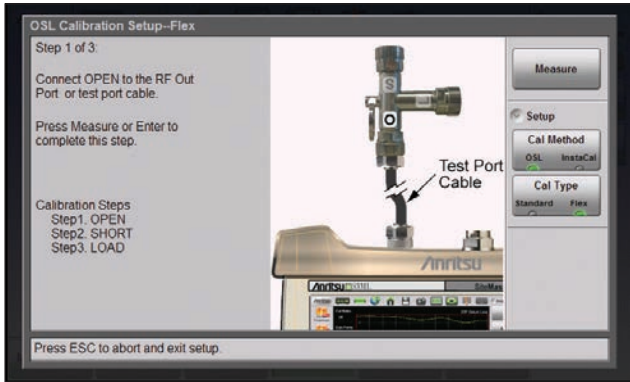 OSL Calibration Setup--Flex
Step 1 of 3:
Connect OPEN to the RF Out
Port or test port cable.
Press Measure or Enter to
complete this step.
Calibration Steps
Step1. OPEN
Step2. SHORT
Step3. LOAD
S
L
O
Test Port
Cable
Anritsu
Anritsu
SiteMas
Measure
Setup
Cal Method
OSL InstaCal
Cal Type
Standard Flex
Press ESC to abort and exit setup.